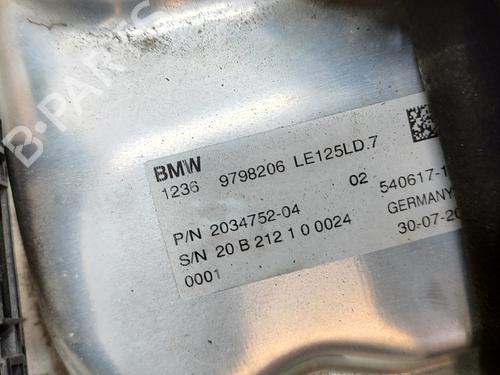 B-PARTS
BMW
1236 9798206 LE125LD.7
P/N 2034752-04 02 540617-1
S/N 20 B 212 1 0 0024 GERMANY
0001 30-07-20